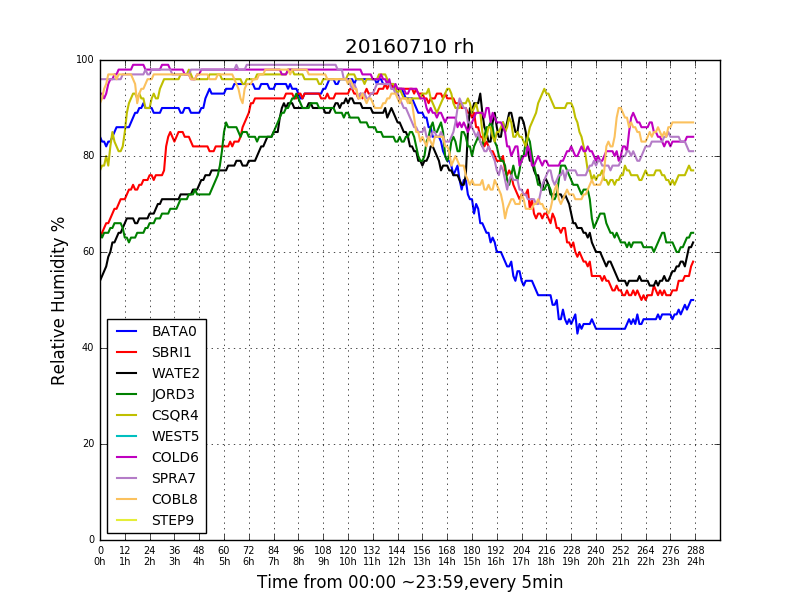 20160710 rh
100
80
60
40
20
0
Relative Humidity %
BATA0
SBRI1
WATE2
JORD3
CSQR4
WEST5
COLD6
SPRA7
COBL8
STEP9
0 12 24 36 48 60 72 84 96 108 120 132 144 156 168 180 192 204 216 228 240 252 264 276 288
0h 1h 2h 3h 4h 5h 6h 7h 8h 9h 10h 11h 12h 13h 14h 15h 16h 17h 18h 19h 20h 21h 22h 23h 24h
Time from 00:00 ~23:59,every 5min